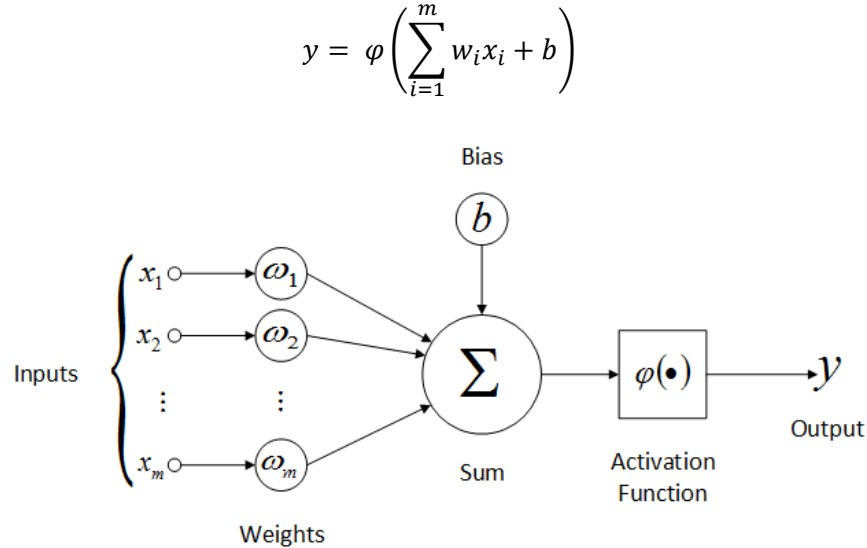 y = φ(∑_{i=1}^{m} w_i x_i + b)
Bias
b
x_1 ω_1
x_2 ω_2
Inputs ⋮ ⋮ Σ φ(•) y
x_m ω_m
Sum Activation Output
Function
Weights